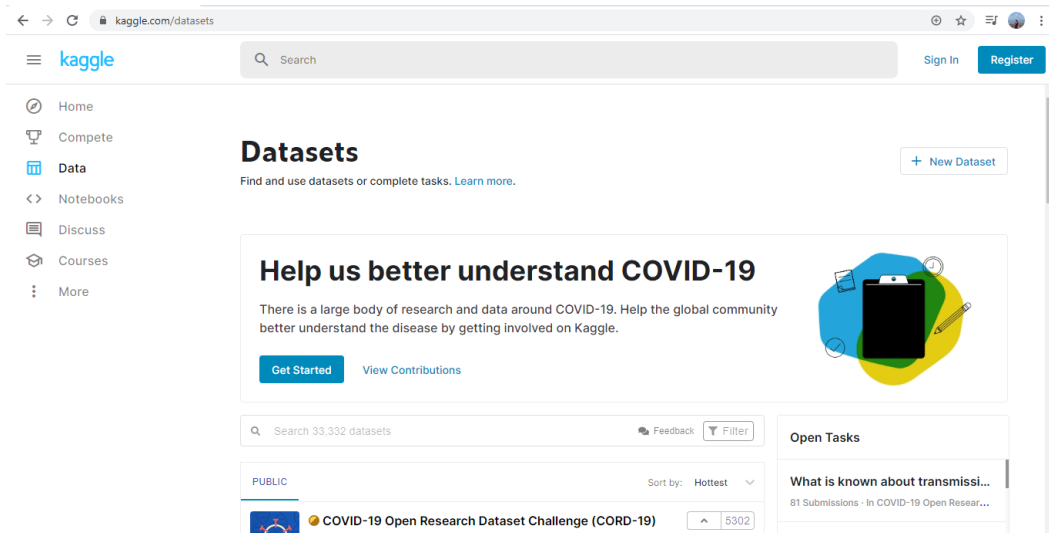 kaggle.com/datasets
kaggle
Search
Sign In
Register
Home
Compete
Data
Notebooks
Discuss
Courses
More
Datasets
Find and use datasets or complete tasks. Learn more.
+ New Dataset
Help us better understand COVID-19
There is a large body of research and data around COVID-19. Help the global community
better understand the disease by getting involved on Kaggle.
Get Started
View Contributions
Search 33,332 datasets
Feedback
Filter
PUBLIC
Sort by: Hottest
COVID-19 Open Research Dataset Challenge (CORD-19)
5302
Open Tasks
What is known about transmissi...
81 Submissions · In COVID-19 Open Resear...